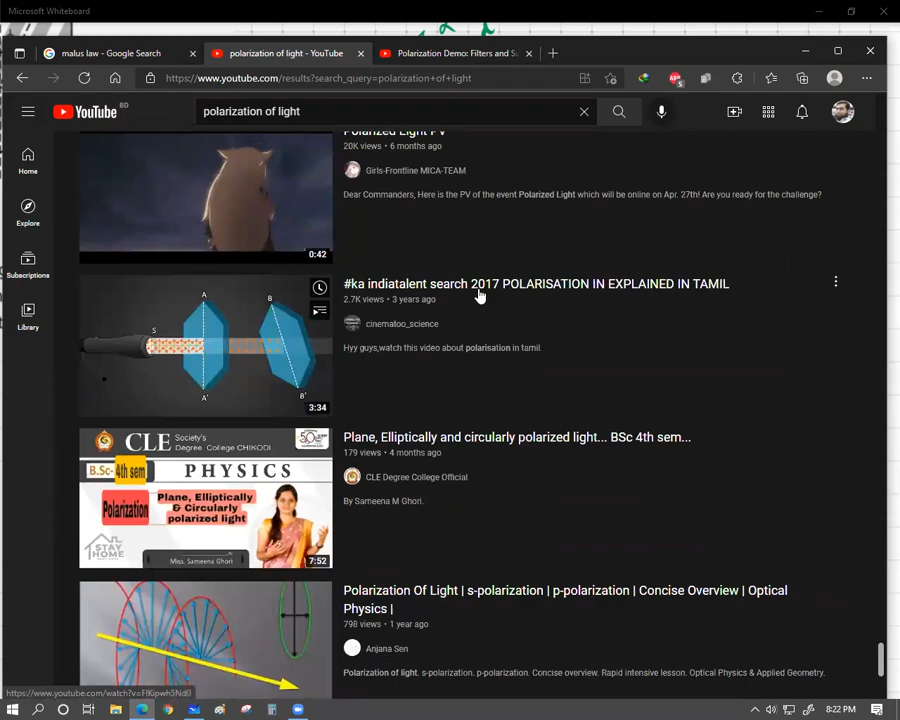 Microsoft Whiteboard
malus law - Google Search
polarization of light - YouTube
Polarization Demo: Filters and Su
https://www.youtube.com/results?search_query=polarization+of+light
YouTube BD
polarization of light
Home
Explore
Subscriptions
Library
Polarized Light PV
20K views • 6 months ago
Girls-Frontline MICA-TEAM
Dear Commanders, Here is the PV of the event Polarized Light which will be online on Apr. 27th! Are you ready for the challenge?
0:42
#ka indiatalent search 2017 POLARISATION IN EXPLAINED IN TAMIL
2.7K views • 3 years ago
cinematoo_science
Hyy guys,watch this video about polarisation in tamil.
S
A
B
A'
B'
3:34
CLE Society's
Degree. College CHIKODI
B.Sc- 4th sem PHYSICS
Polarization
Plane, Elliptically
& Circularly
polarized light
STAY
HOME
Miss. Sameena Ghori
7:52
Plane, Elliptically and circularly polarized light... BSc 4th sem...
179 views • 4 months ago
CLE Degree College Official
By Sameena M Ghori.
Polarization Of Light | s-polarization | p-polarization | Concise Overview | Optical
Physics |
798 views • 1 year ago
Anjana Sen
Polarization of light. s-polarization. p-polarization. Concise overview. Rapid intensive lesson. Optical Physics & Applied Geometry.
https://www.youtube.com/watch?v=FlKipwh5Nd0
8:22 PM